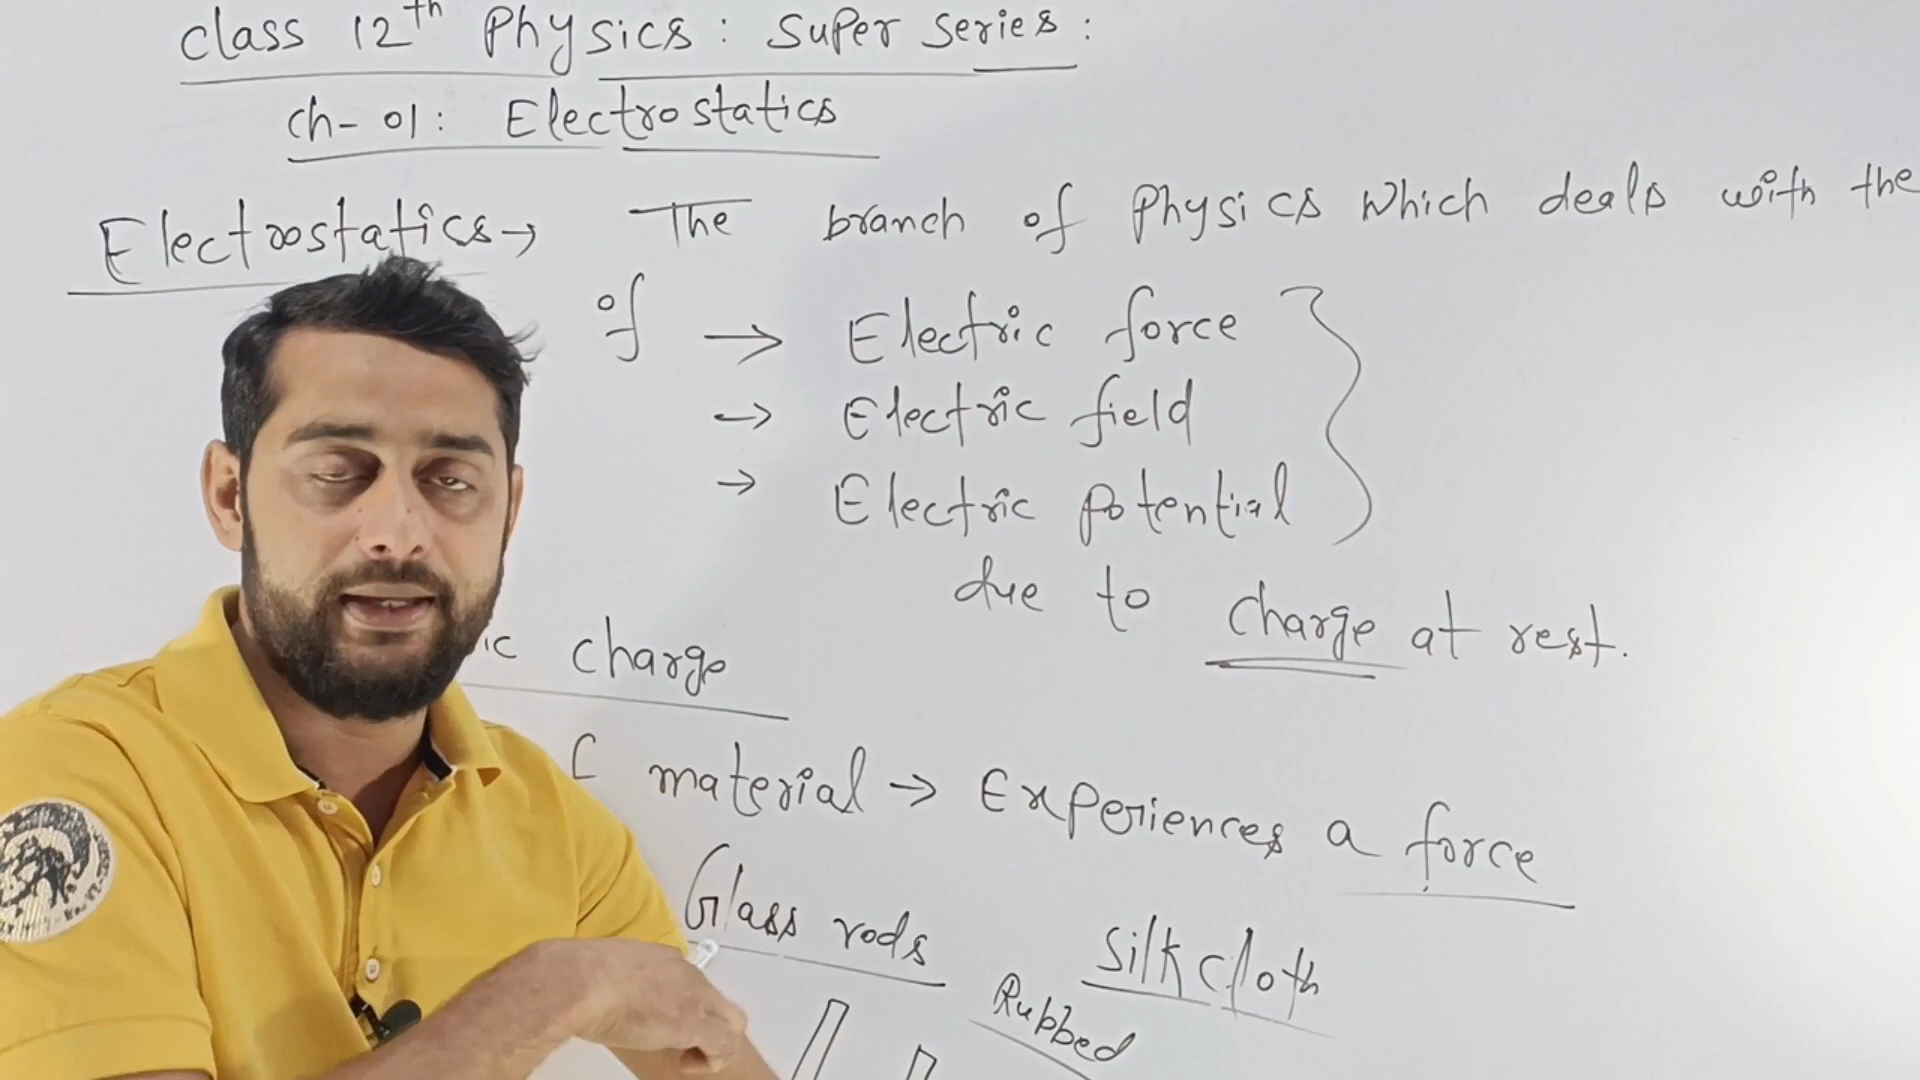 class 12th Physics: Super Series:
ch-01: Electrostatics
Electrostatics → The branch of Physics which deals with the
of → Electric force
→ Electric field
→ Electric potential
due to charge at rest.
ic charge
material → Experiences a force
Glass rods
Silk cloth
Rubbed